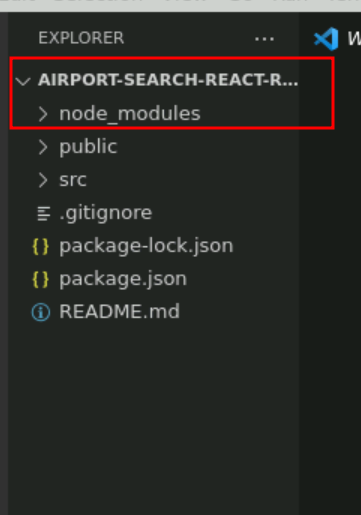 EXPLORER ...
AIRPORT-SEARCH-REACT-R...
node_modules
public
src
.gitignore
package-lock.json
package.json
README.md